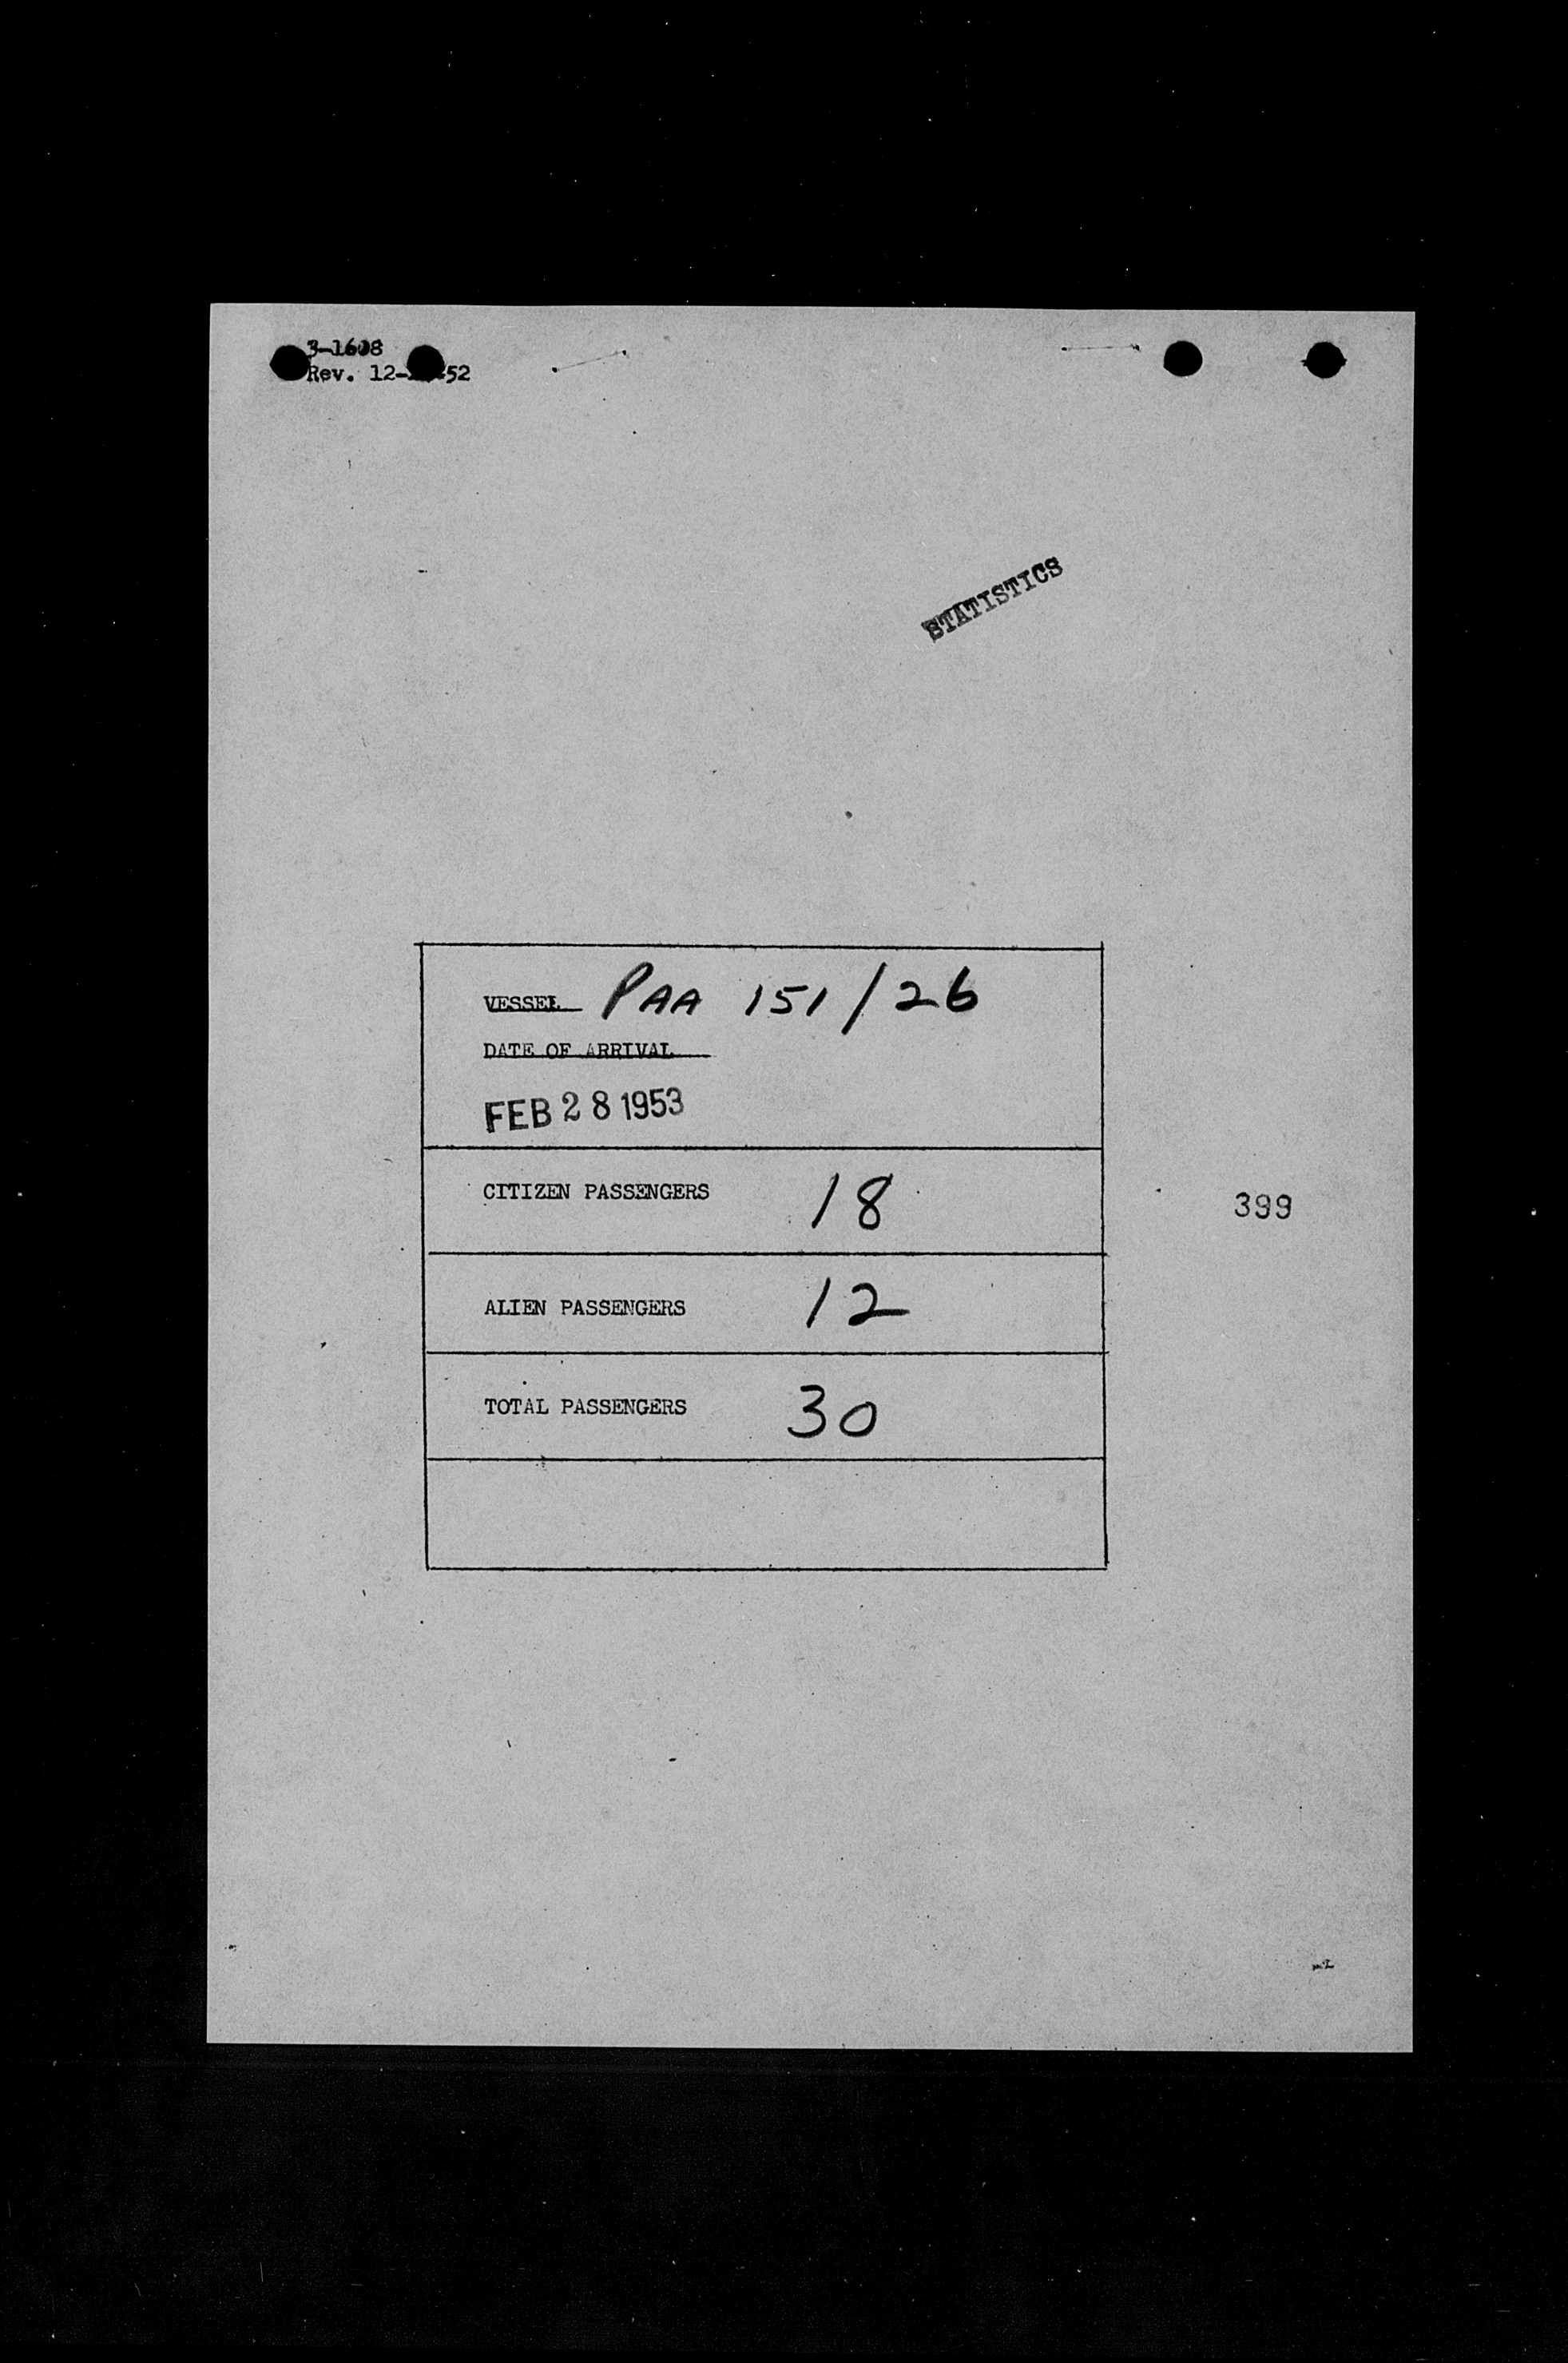 3-1608
Rev. 12- -52
STATISTICS
VESSEL PAA 151/26
DATE OF ARRIVAL
FEB 28 1953
CITIZEN PASSENGERS 18
399
ALIEN PASSENGERS 12
TOTAL PASSENGERS 30